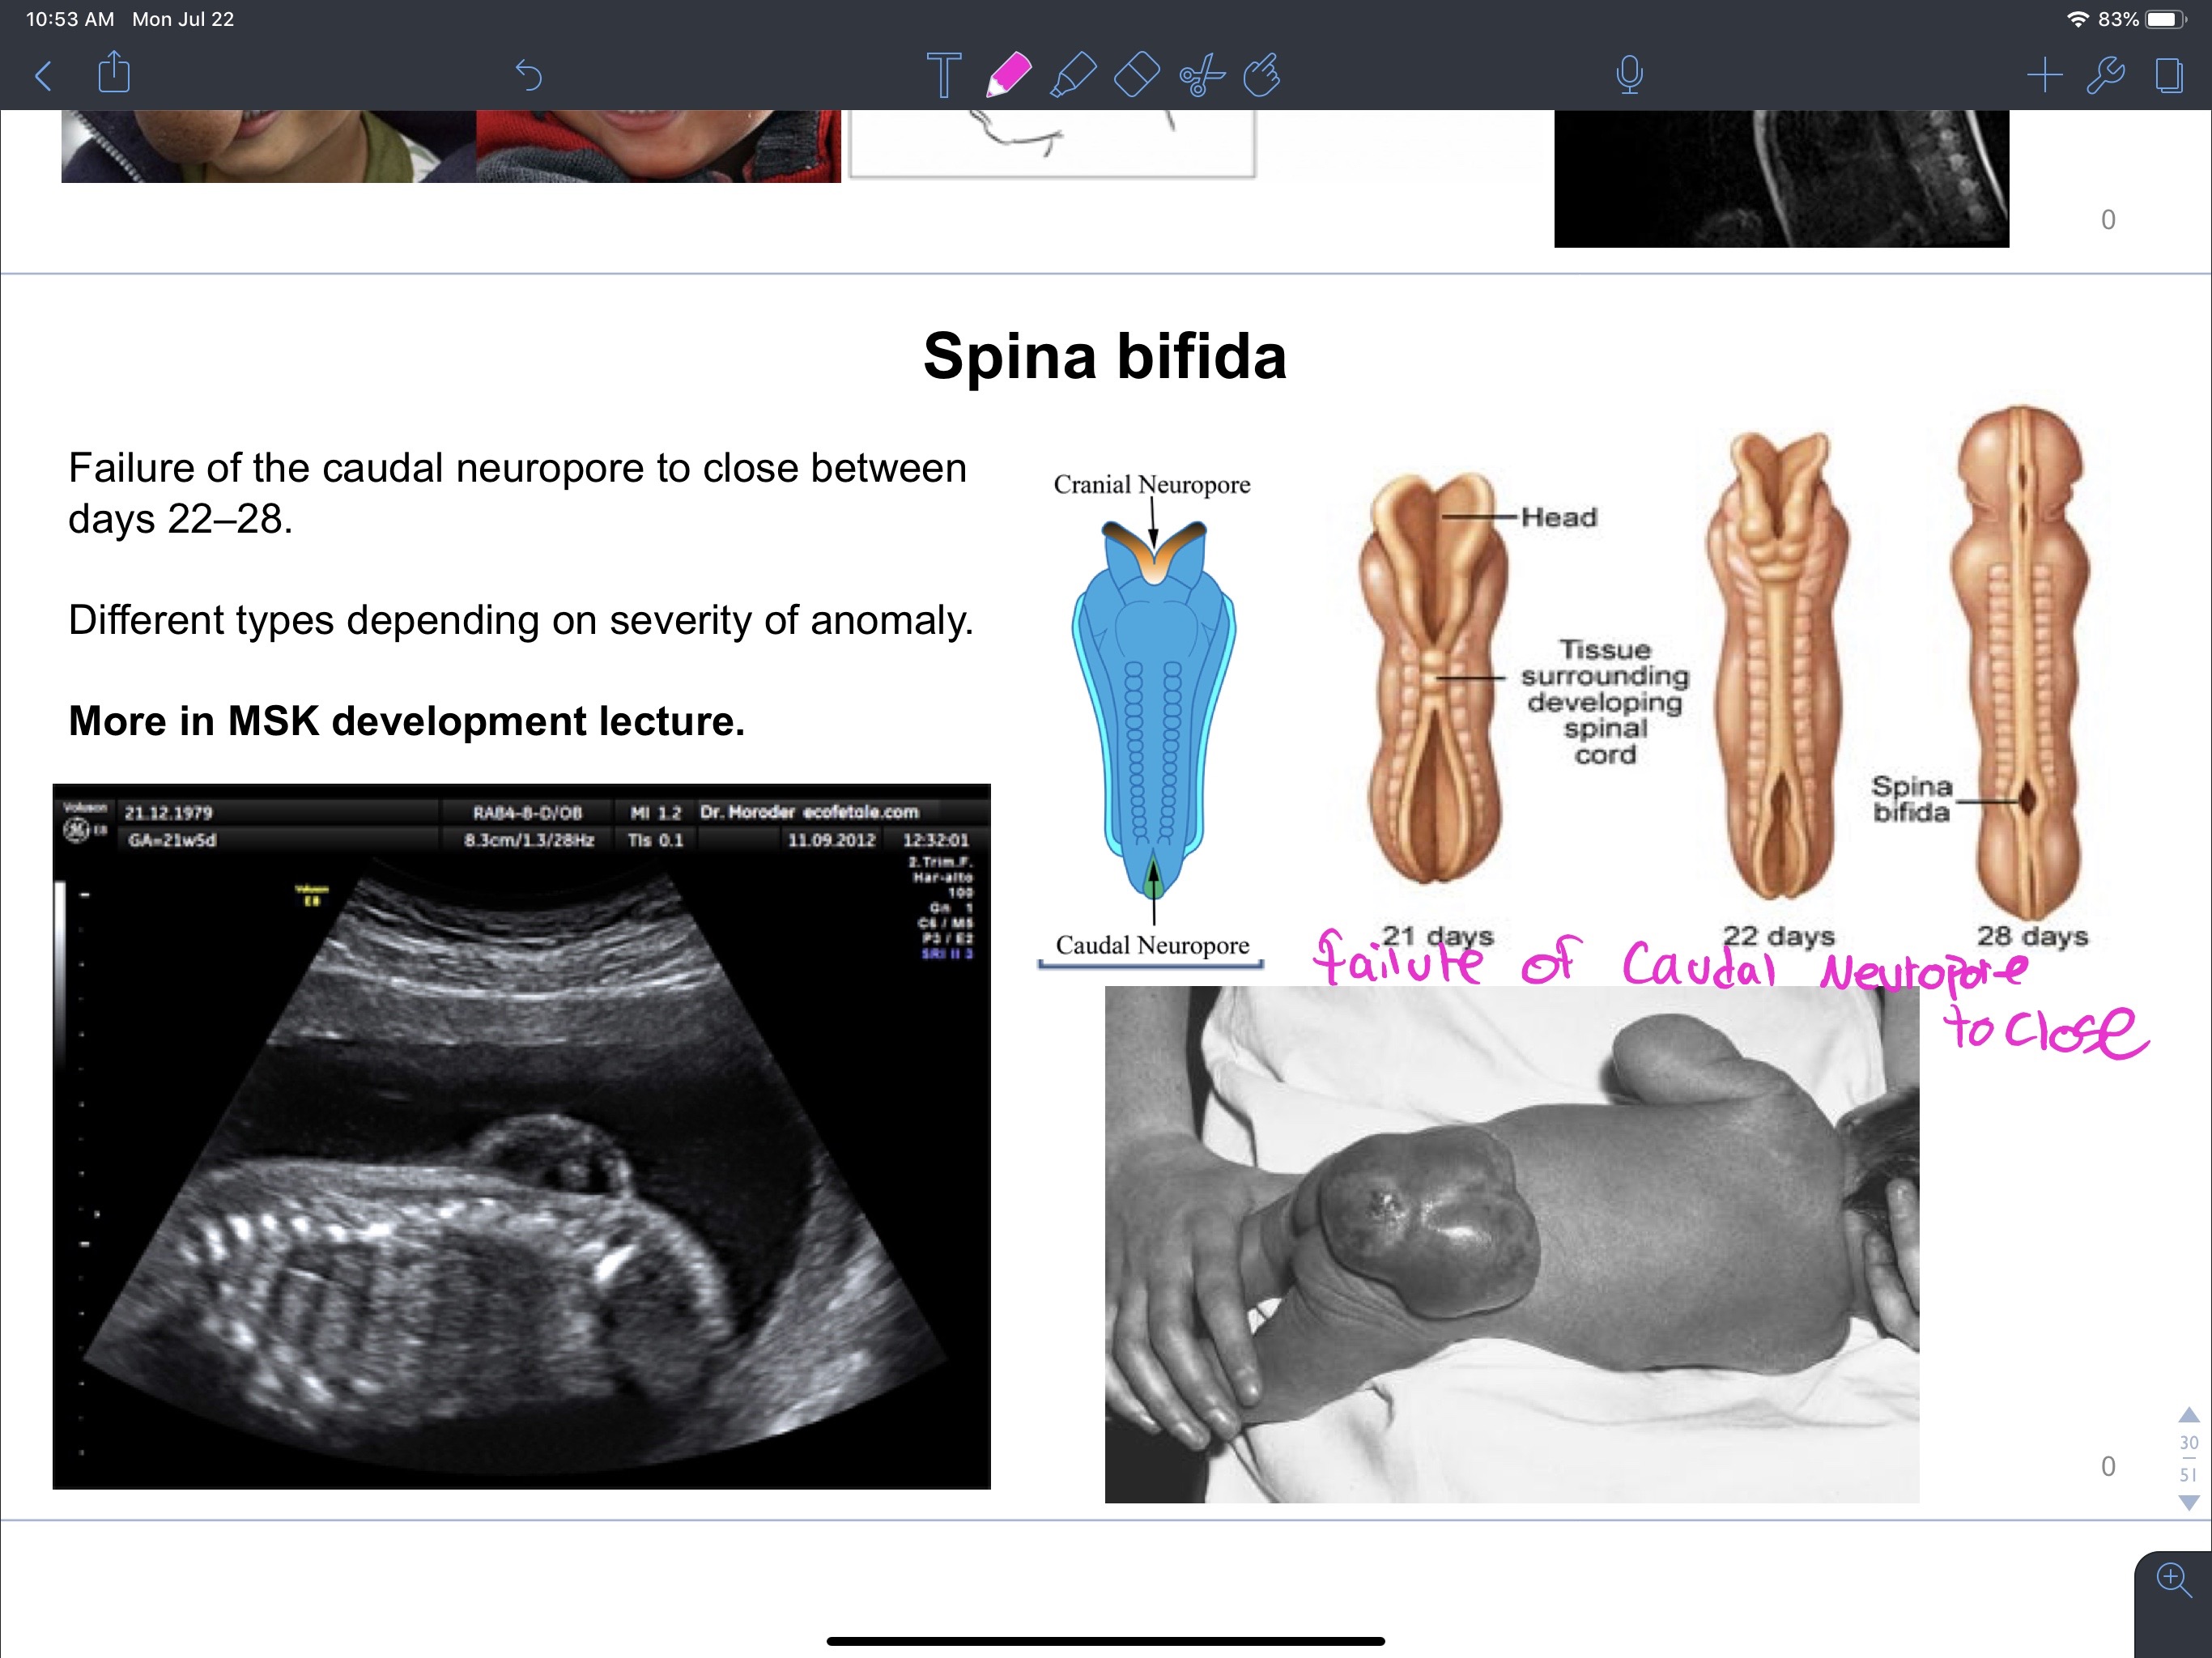 10:53 AM Mon Jul 22
83%
T
0
Spina bifida
Failure of the caudal neuropore to close between
days 22–28.
Different types depending on severity of anomaly.
More in MSK development lecture.
Cranial Neuropore
Caudal Neuropore
Head
Tissue
surrounding
developing
spinal
cord
Spina
bifida
21 days
22 days
28 days
failure of Caudal Neuropore
to close
Voluson
E8
21.12.1979
RAB4-8-D/OB
MI 1.2
Dr. Horoder ecofetale.com
GA=21w5d
8.3cm/1.3/28Hz
TIs 0.1
11.09.2012
12:32:01
2.Trim.F.
Har-alto
100
Gn 1
C6 / M5
P3 / E2
SRI II 3
Voluson
E8
0
30
51